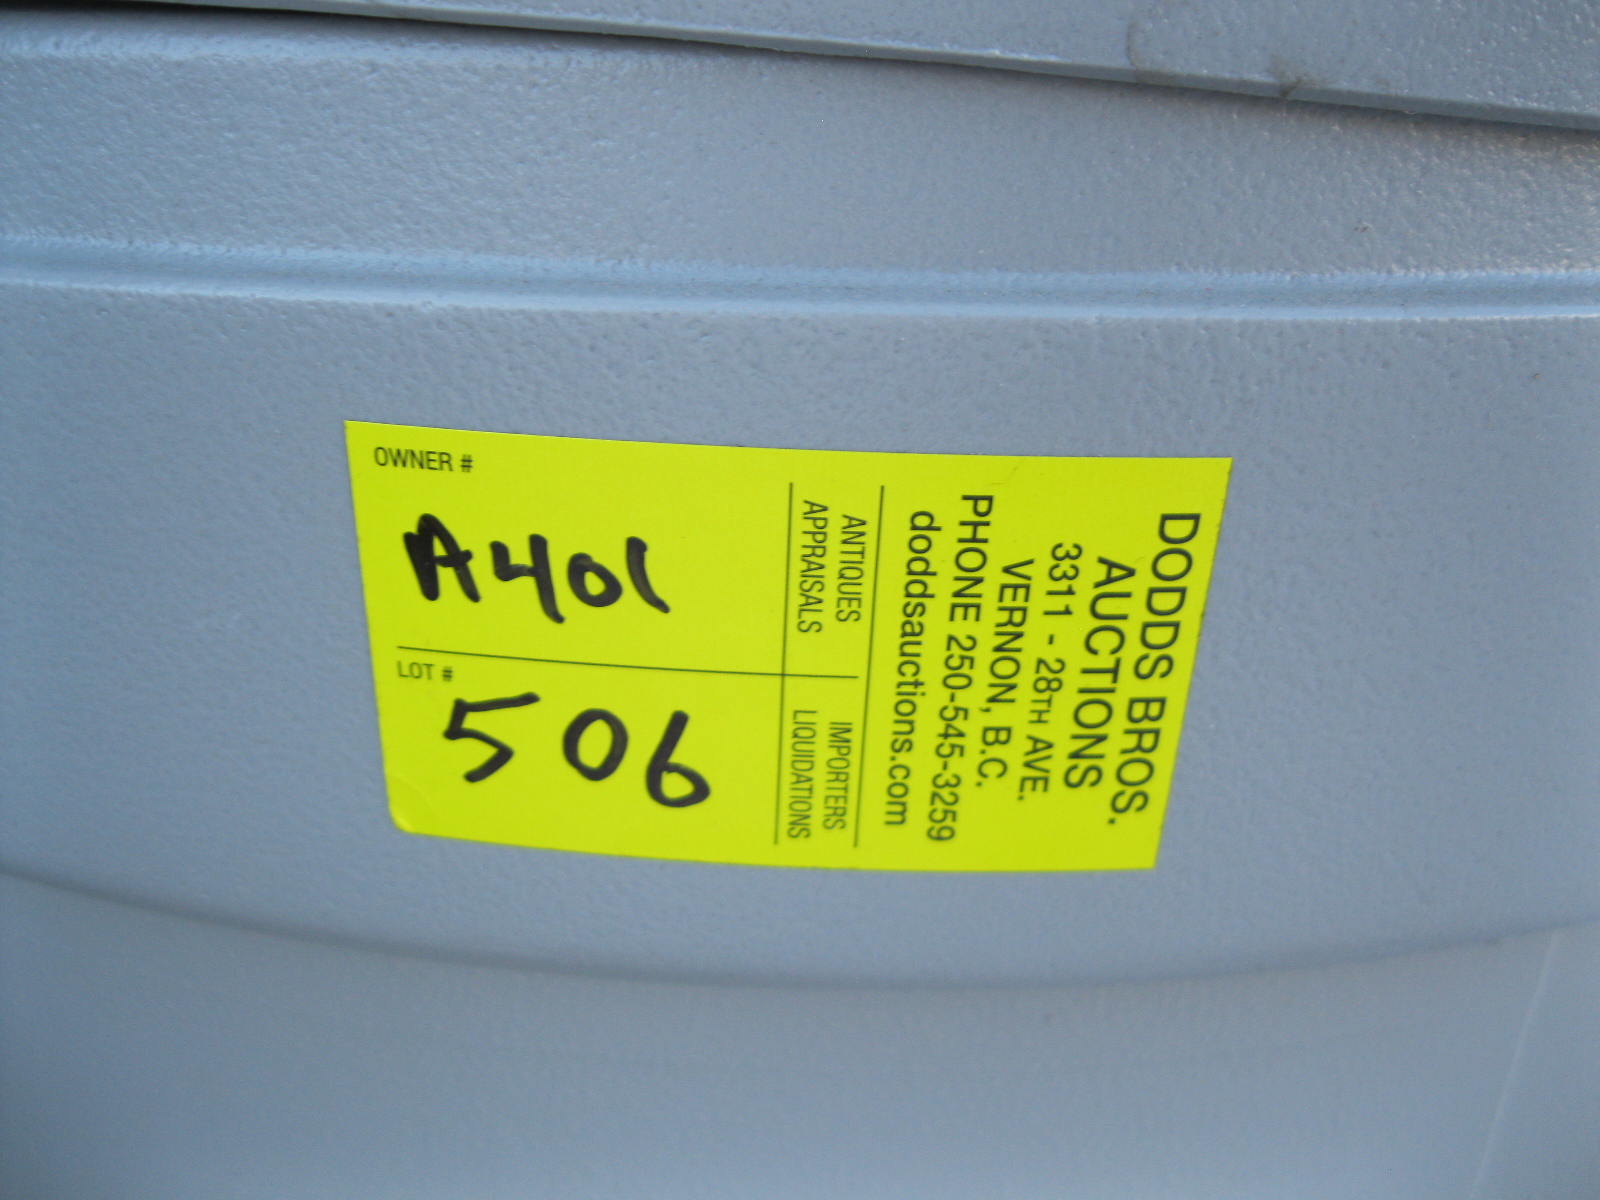 OWNER #
A401
LOT #
506
ANTIQUES
APPRAISALS
IMPORTERS
LIQUIDATIONS
DODDS BROS.
AUCTIONS
3311 - 28TH AVE.
VERNON, B.C.
PHONE 250-545-3259
doddsauctions.com